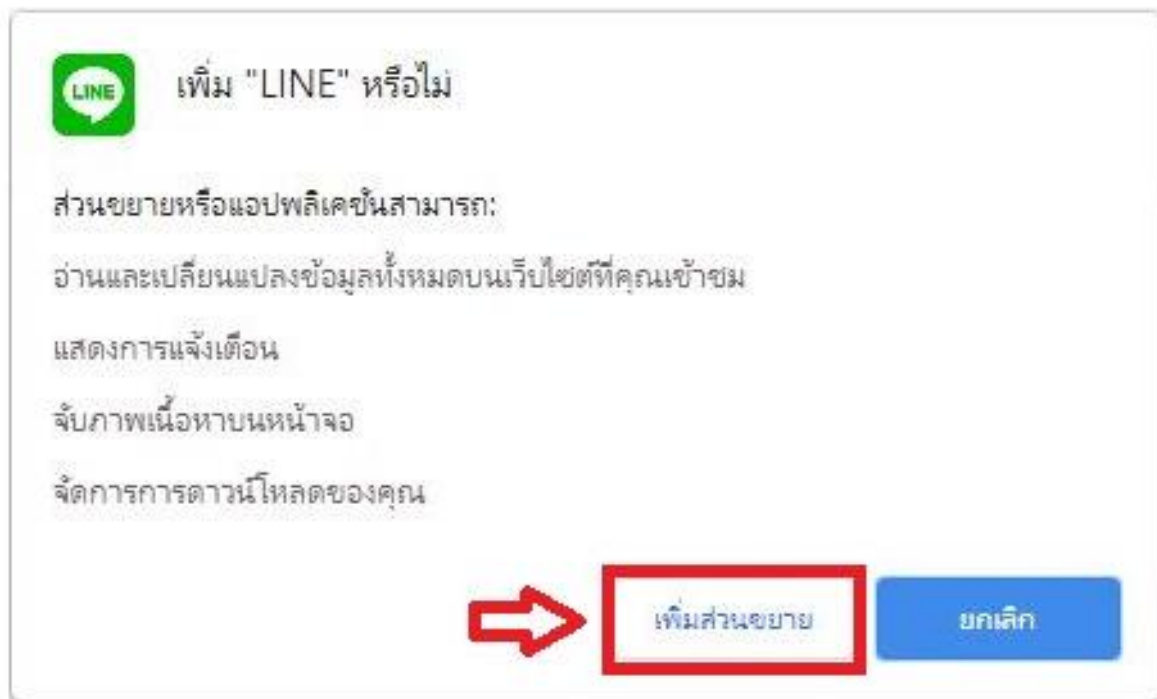 LINE
เพิ่ม "LINE" หรือไม่
ส่วนขยายหรือแอปพลิเคชันสามารถ:
อ่านและเปลี่ยนแปลงข้อมูลทั้งหมดบนเว็บไซต์ที่คุณเข้าชม
แสดงการแจ้งเตือน
จับภาพเนื้อหาบนหน้าจอ
จัดการการดาวน์โหลดของคุณ
เพิ่มส่วนขยาย
ยกเลิก